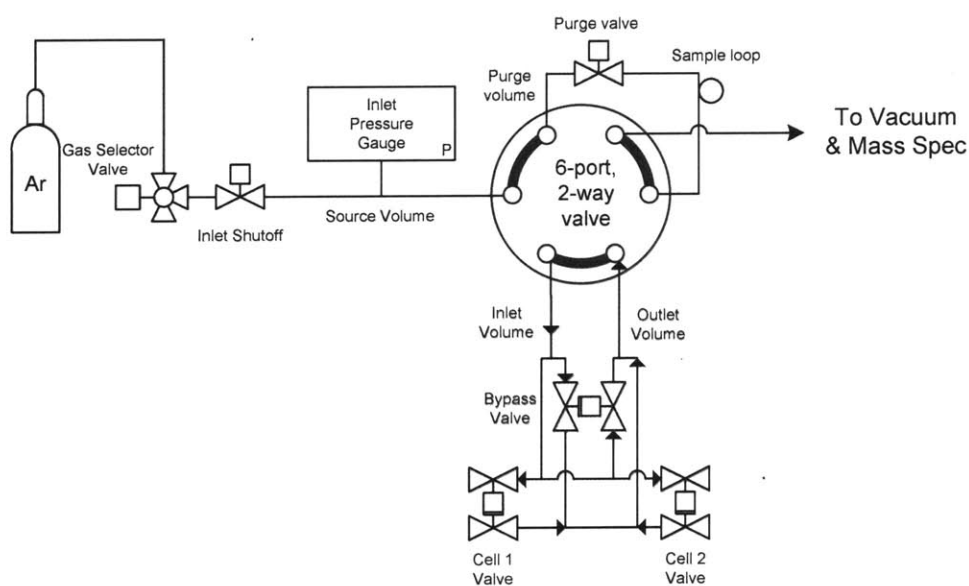 Purge valve
Sample loop
Purge
volume
Inlet
Pressure
Gauge
P
To Vacuum
& Mass Spec
Gas Selector
Valve
Ar
6-port,
2-way
valve
Source Volume
Inlet Shutoff
Inlet
Volume
Outlet
Volume
Bypass
Valve
Cell 1
Valve
Cell 2
Valve